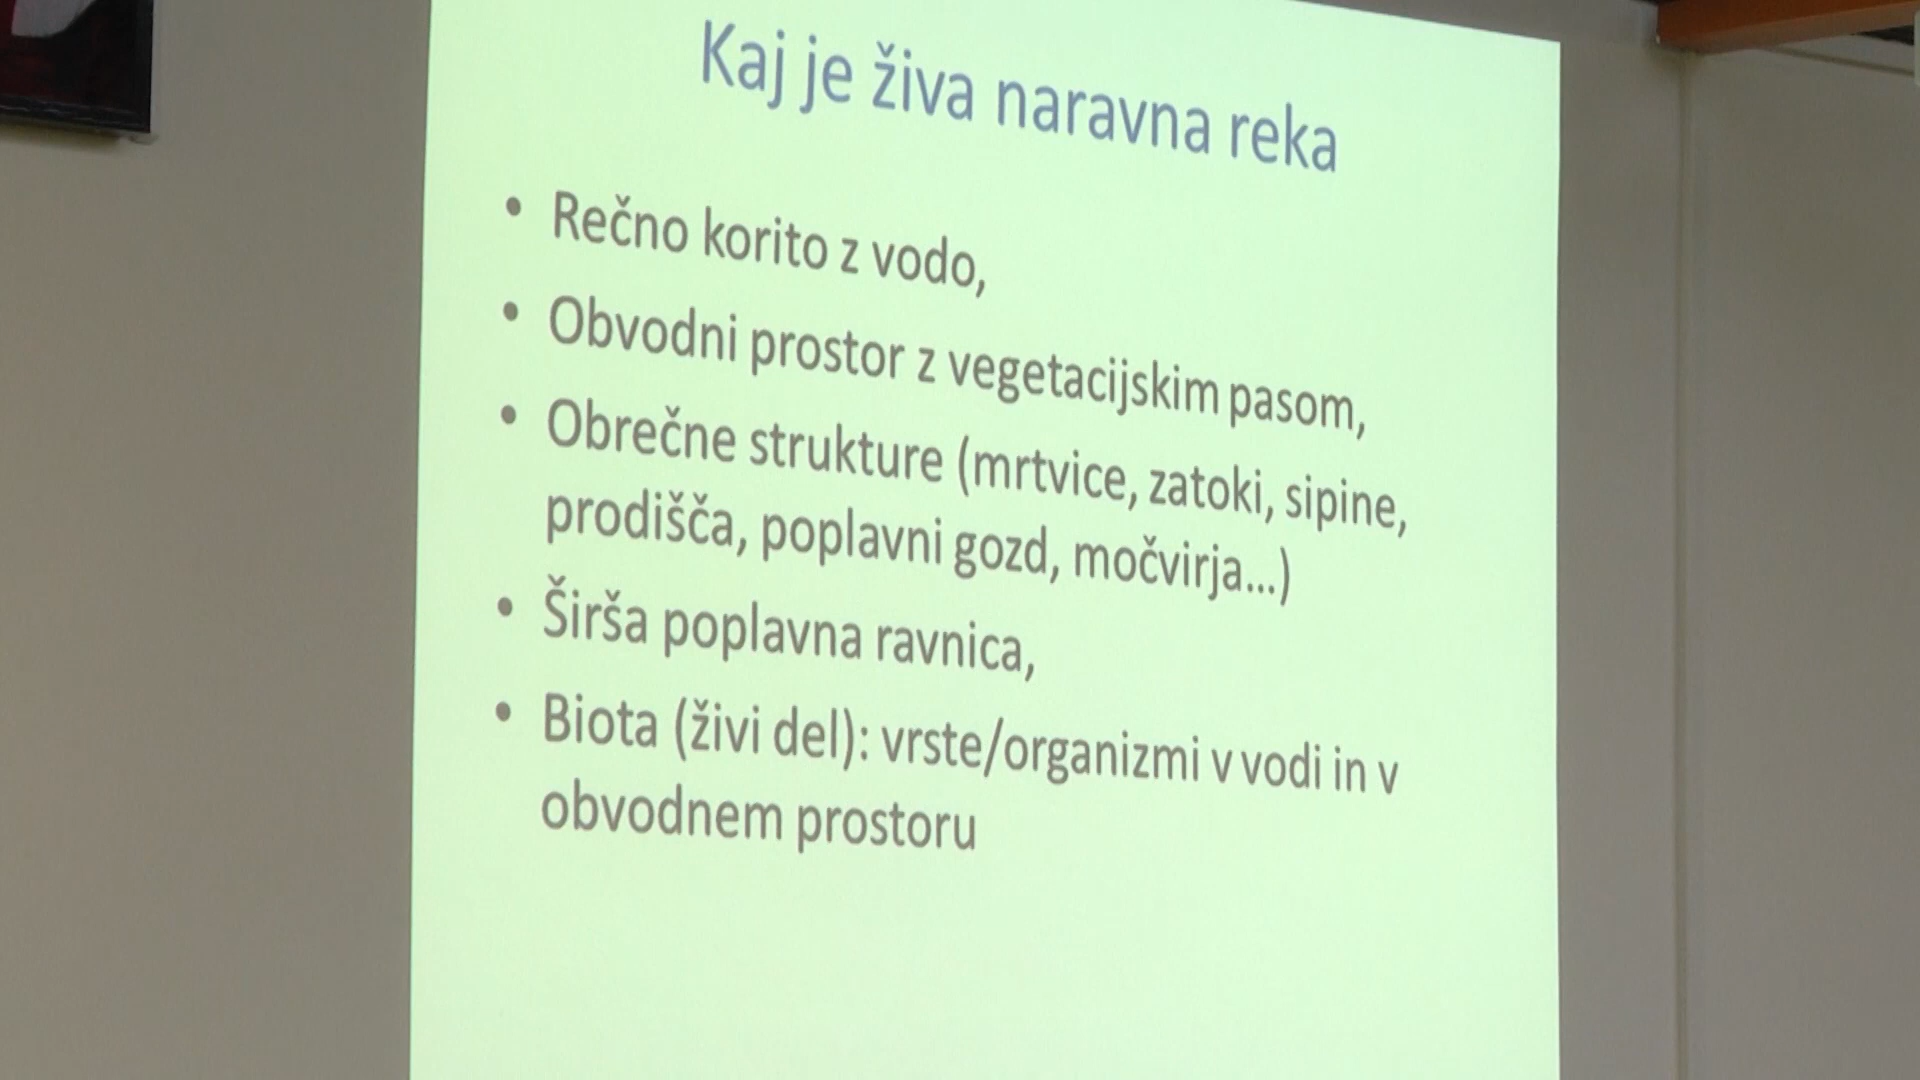 Kaj je živa naravna reka
• Rečno korito z vodo,
• Obvodni prostor z vegetacijskim pasom,
• Obrečne strukture (mrtvice, zatoki, sipine,
prodišča, poplavni gozd, močvirja...)
• Širša poplavna ravnica,
• Biota (živi del): vrste/organizmi v vodi in v
obvodnem prostoru